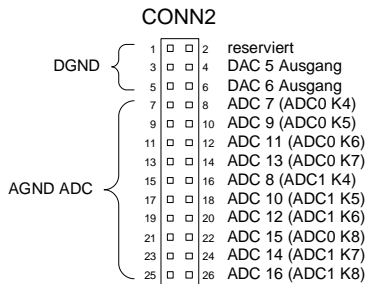 CONN2
1 2 reserviert
DGND 3 4 DAC 5 Ausgang
5 6 DAC 6 Ausgang
7 8 ADC 7 (ADC0 K4)
9 10 ADC 9 (ADC0 K5)
11 12 ADC 11 (ADC0 K6)
13 14 ADC 13 (ADC0 K7)
AGND ADC 15 16 ADC 8 (ADC1 K4)
17 18 ADC 10 (ADC1 K5)
19 20 ADC 12 (ADC1 K6)
21 22 ADC 15 (ADC0 K8)
23 24 ADC 14 (ADC1 K7)
25 26 ADC 16 (ADC1 K8)